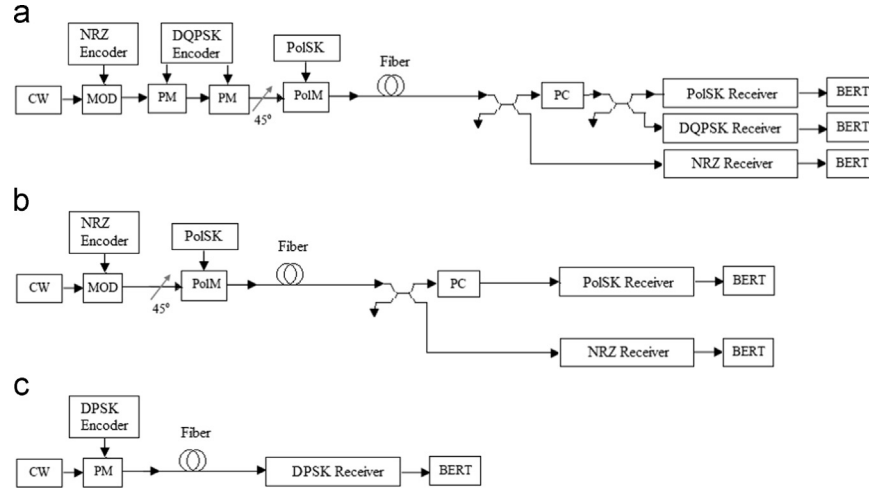 a
NRZ
Encoder
DQPSK
Encoder
PolSK
Fiber
CW
MOD
PM
PM
45°
PolM
PC
PolSK Receiver
BERT
DQPSK Receiver
BERT
NRZ Receiver
BERT
b
NRZ
Encoder
PolSK
Fiber
CW
MOD
45°
PolM
PC
PolSK Receiver
BERT
NRZ Receiver
BERT
c
DPSK
Encoder
Fiber
CW
PM
DPSK Receiver
BERT